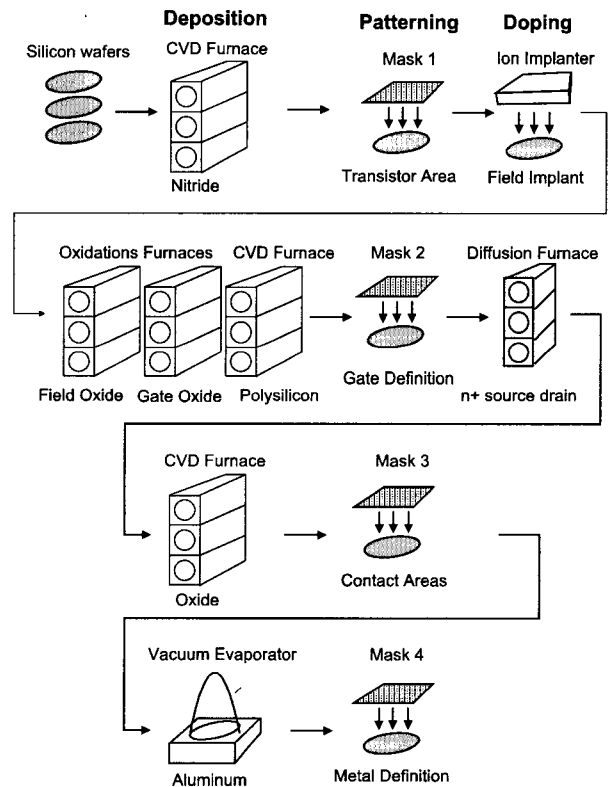 Deposition
Patterning
Doping
Silicon wafers
CVD Furnace
Mask 1
Ion Implanter
Nitride
Transistor Area
Field Implant
Oxidations Furnaces
CVD Furnace
Mask 2
Diffusion Furnace
Field Oxide
Gate Oxide
Polysilicon
Gate Definition
n+ source drain
CVD Furnace
Mask 3
Oxide
Contact Areas
Vacuum Evaporator
Mask 4
Aluminum
Metal Definition